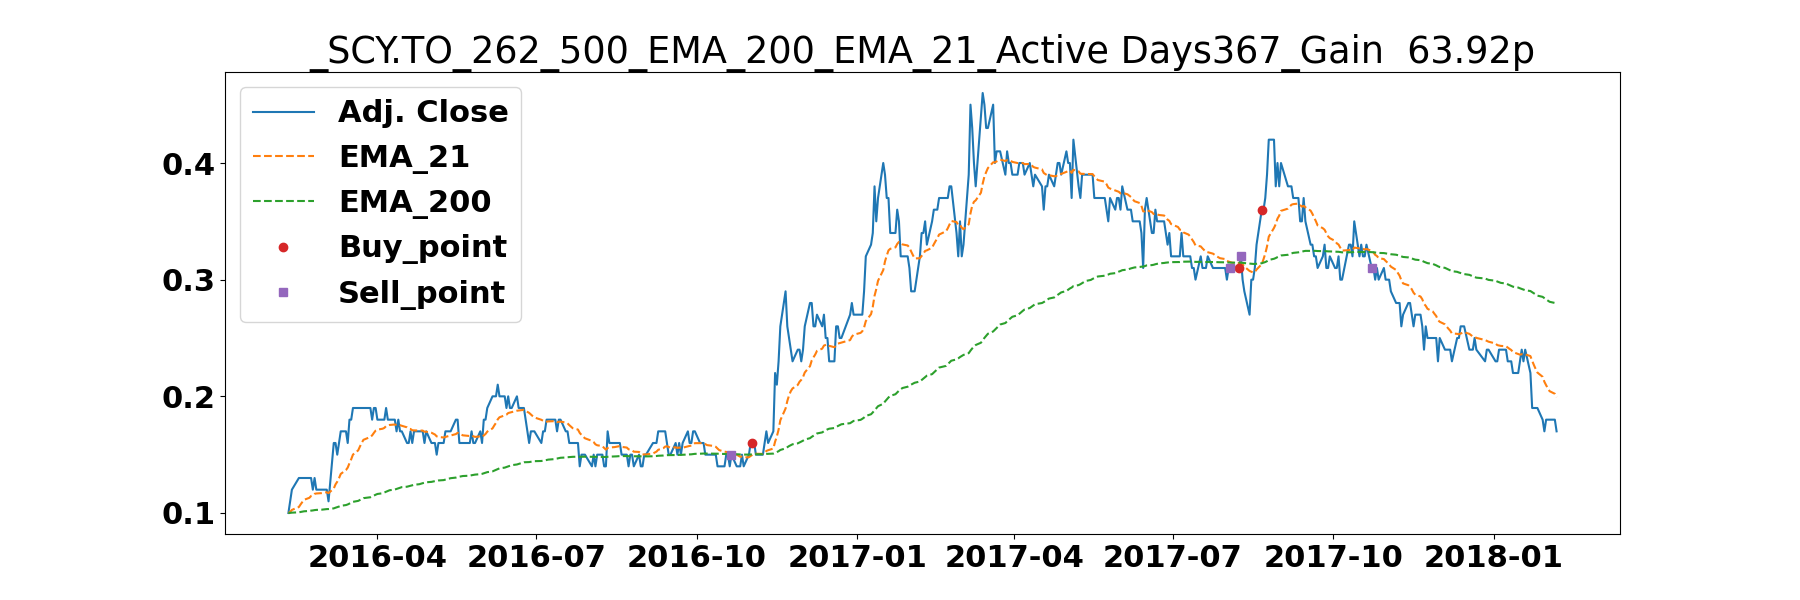 _SCY.TO_262_500_EMA_200_EMA_21_Active Days367_Gain  63.92p
Adj. Close
EMA_21
EMA_200
Buy_point
Sell_point
0.4
0.3
0.2
0.1
2016-04 2016-07 2016-10 2017-01 2017-04 2017-07 2017-10 2018-01